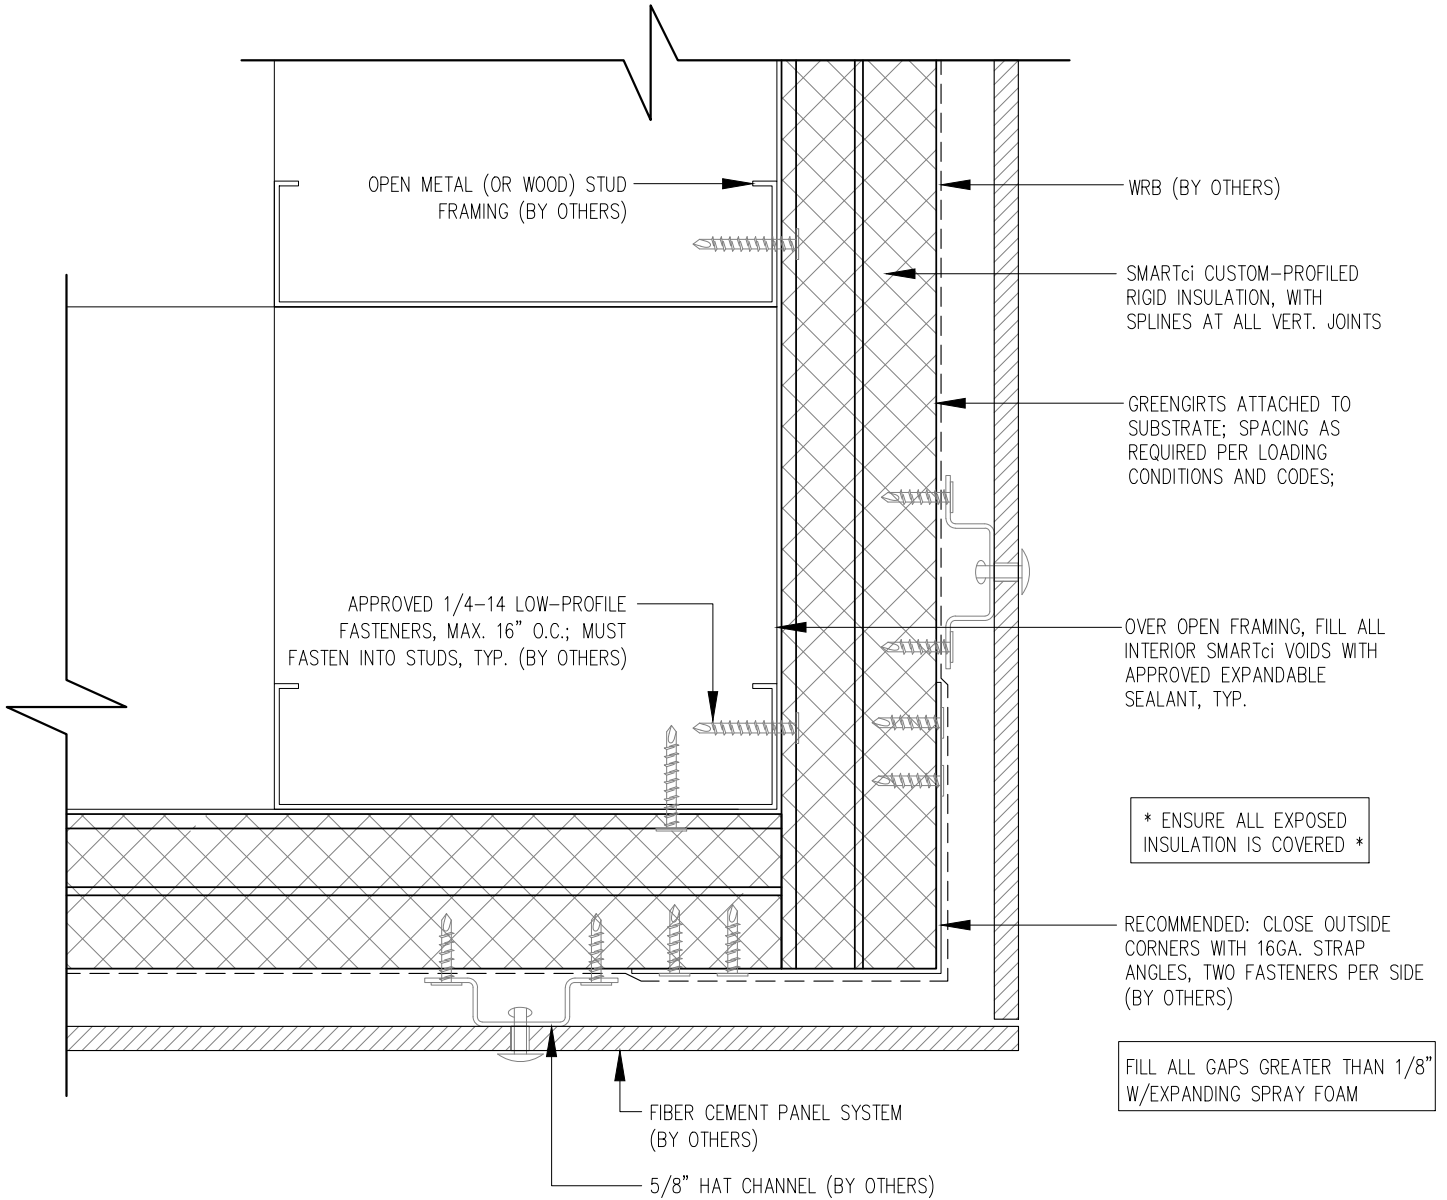 OPEN METAL (OR WOOD) STUD
FRAMING (BY OTHERS)
WRB (BY OTHERS)
SMARTci CUSTOM-PROFILED
RIGID INSULATION, WITH
SPLINES AT ALL VERT. JOINTS
GREENGIRTS ATTACHED TO
SUBSTRATE; SPACING AS
REQUIRED PER LOADING
CONDITIONS AND CODES;
APPROVED 1/4-14 LOW-PROFILE
FASTENERS, MAX. 16" O.C.; MUST
FASTEN INTO STUDS, TYP. (BY OTHERS)
OVER OPEN FRAMING, FILL ALL
INTERIOR SMARTci VOIDS WITH
APPROVED EXPANDABLE
SEALANT, TYP.
* ENSURE ALL EXPOSED
INSULATION IS COVERED *
RECOMMENDED: CLOSE OUTSIDE
CORNERS WITH 16GA. STRAP
ANGLES, TWO FASTENERS PER SIDE
(BY OTHERS)
FILL ALL GAPS GREATER THAN 1/8"
W/EXPANDING SPRAY FOAM
FIBER CEMENT PANEL SYSTEM
(BY OTHERS)
5/8" HAT CHANNEL (BY OTHERS)